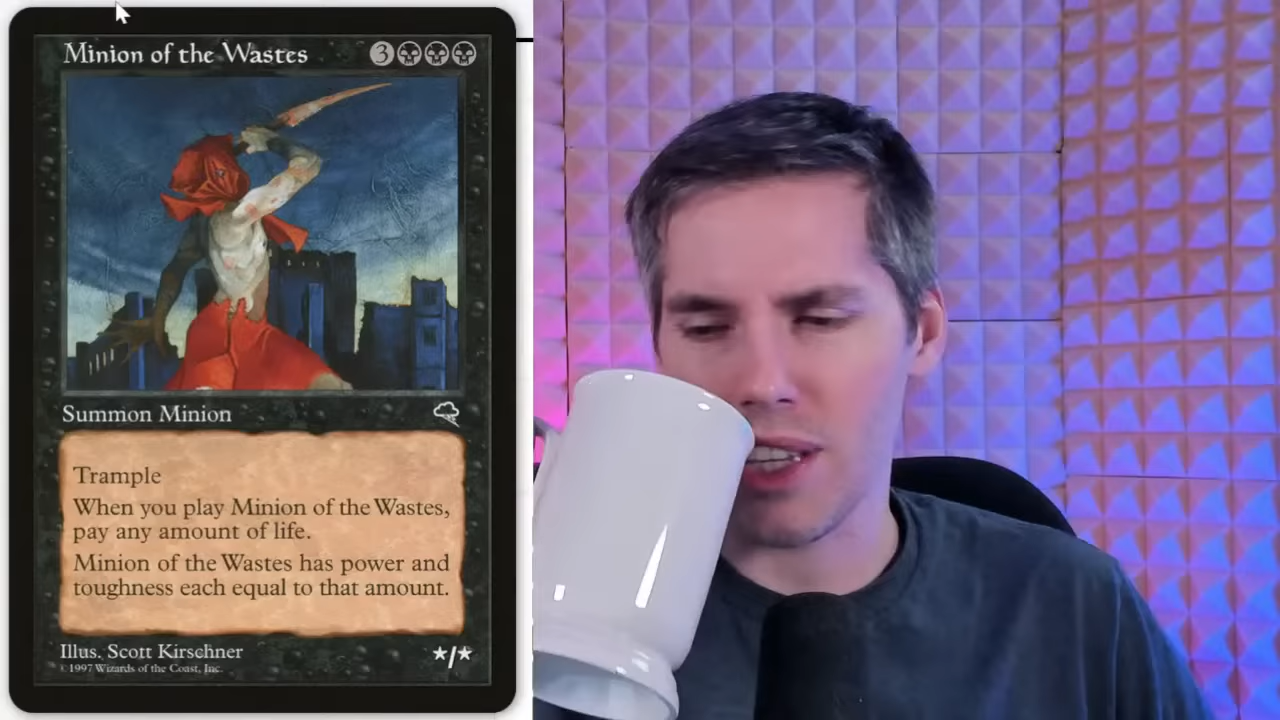 Minion of the Wastes 3
Summon Minion
Trample
When you play Minion of the Wastes,
pay any amount of life.
Minion of the Wastes has power and
toughness each equal to that amount.
Illus. Scott Kirschner
©1997 Wizards of the Coast, Inc.
★/★